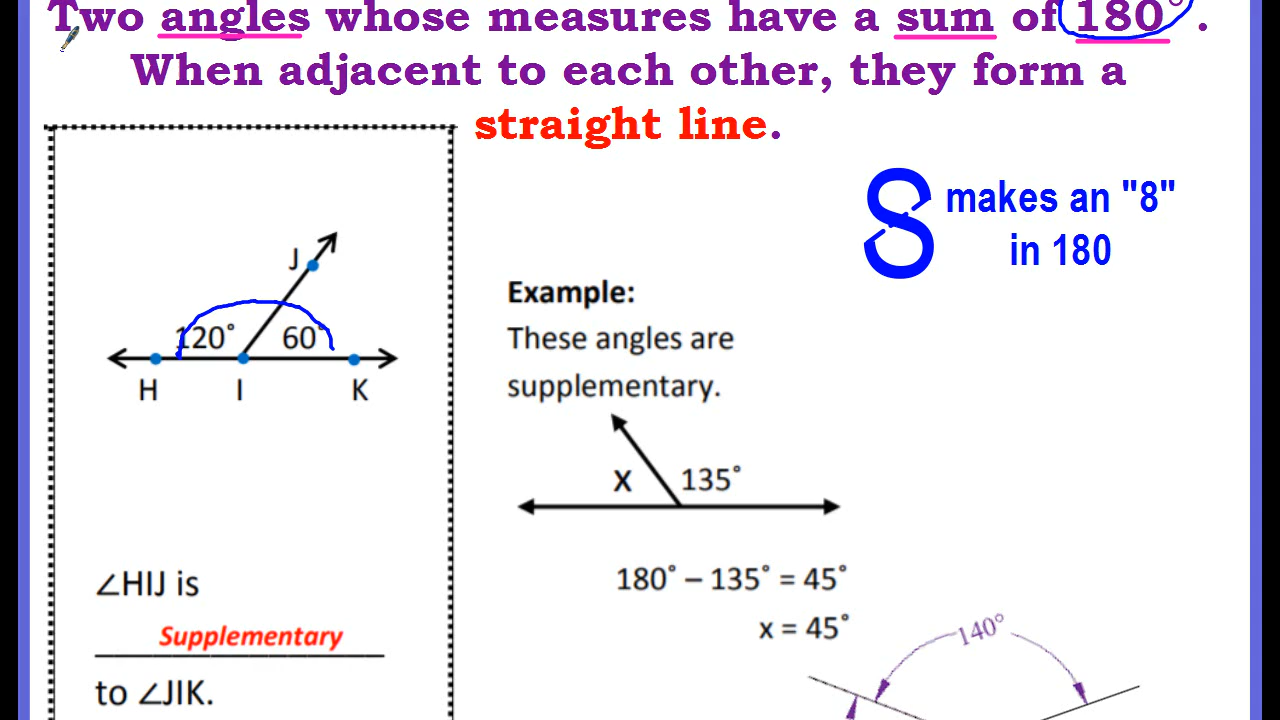 Two angles whose measures have a sum of 180°.
When adjacent to each other, they form a
straight line.
S makes an "8"
in 180
J
120° 60°
H I K
Example:
These angles are
supplementary.
x 135°
180° – 135° = 45°
x = 45°
∠HIJ is
Supplementary
to ∠JIK.
140°